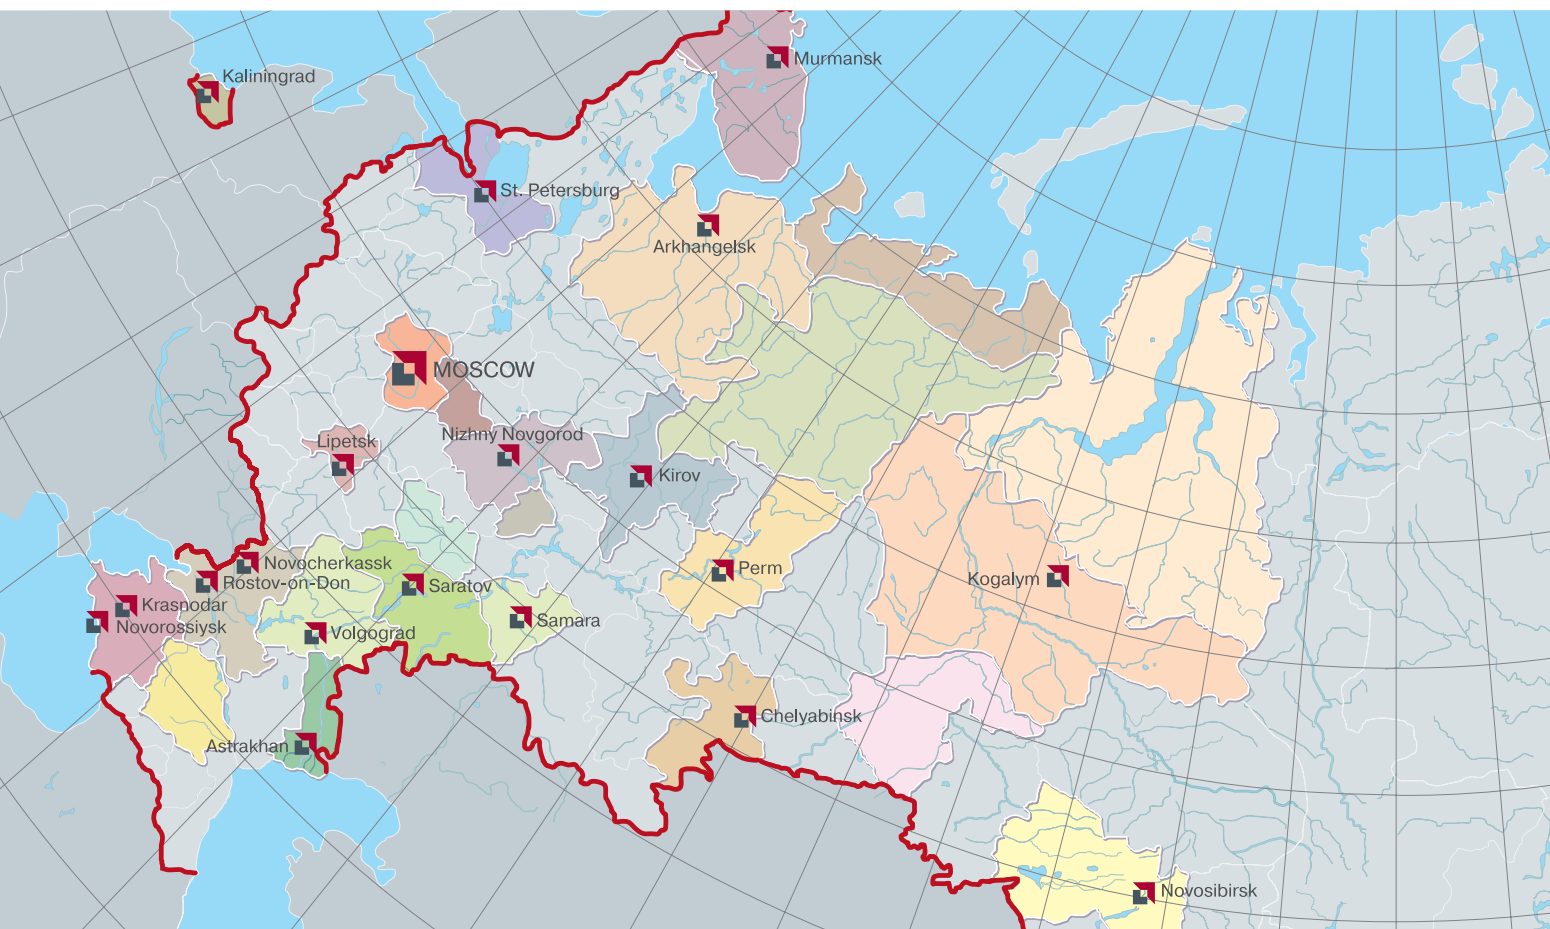 Murmansk
Kaliningrad
St. Petersburg
Arkhangelsk
MOSCOW
Nizhny Novgorod
Lipetsk
Kirov
Novocherkassk
Perm
Kogalym
Rostov-on-Don
Saratov
Krasnodar
Samara
Novorossiysk
Volgograd
Chelyabinsk
Astrakhan
Novosibirsk